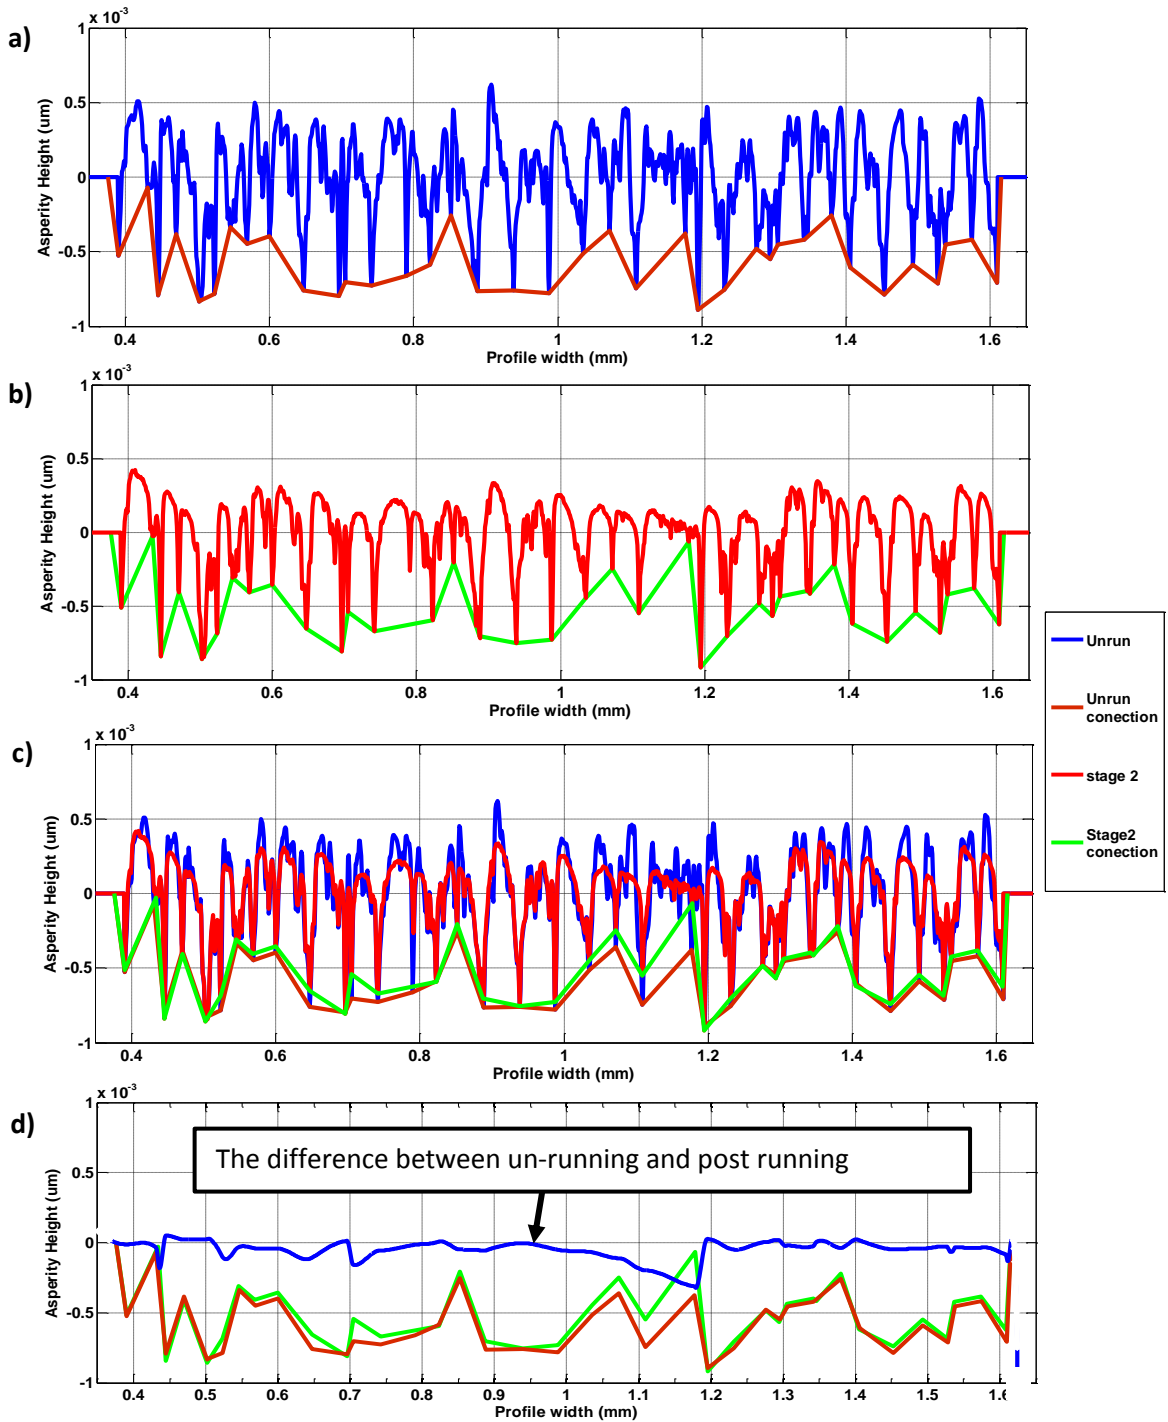 a)
x 10⁻³
1
0.5
0
-0.5
-1
Asperity Height (um)
0.4 0.6 0.8 1 1.2 1.4 1.6
Profile width (mm)
b)
x 10⁻³
1
0.5
0
-0.5
-1
Asperity Height (um)
0.4 0.6 0.8 1 1.2 1.4 1.6
Profile width (mm)
Unrun
Unrun
conection
stage 2
Stage2
conection
c)
x 10⁻³
1
0.5
0
-0.5
-1
Asperity Height (um)
0.4 0.6 0.8 1 1.2 1.4 1.6
Profile width (mm)
d)
x 10⁻³
1
0.5
0
-0.5
-1
Asperity Height (um)
The difference between un-running and post running
0.4 0.5 0.6 0.7 0.8 0.9 1 1.1 1.2 1.3 1.4 1.5
Profile width (mm)